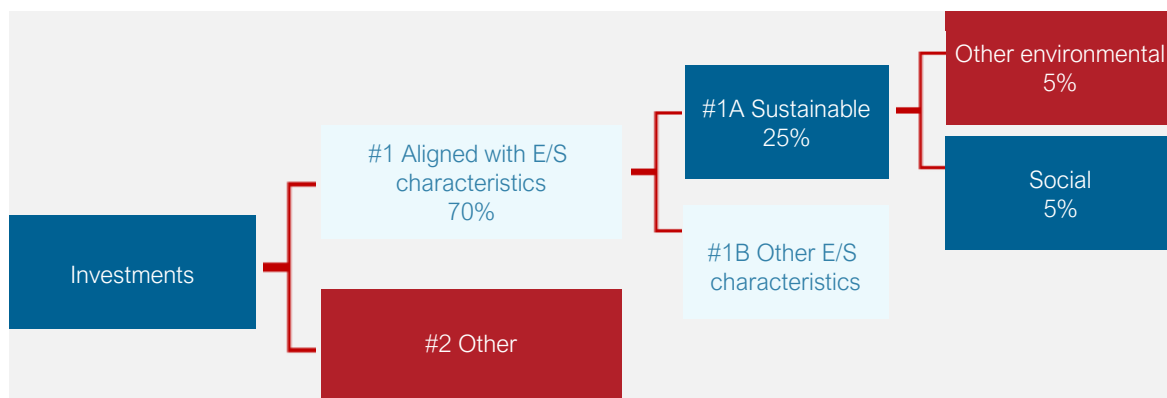 Investments
#1 Aligned with E/S
characteristics
70%
#2 Other
#1A Sustainable
25%
#1B Other E/S
characteristics
Other environmental
5%
Social
5%